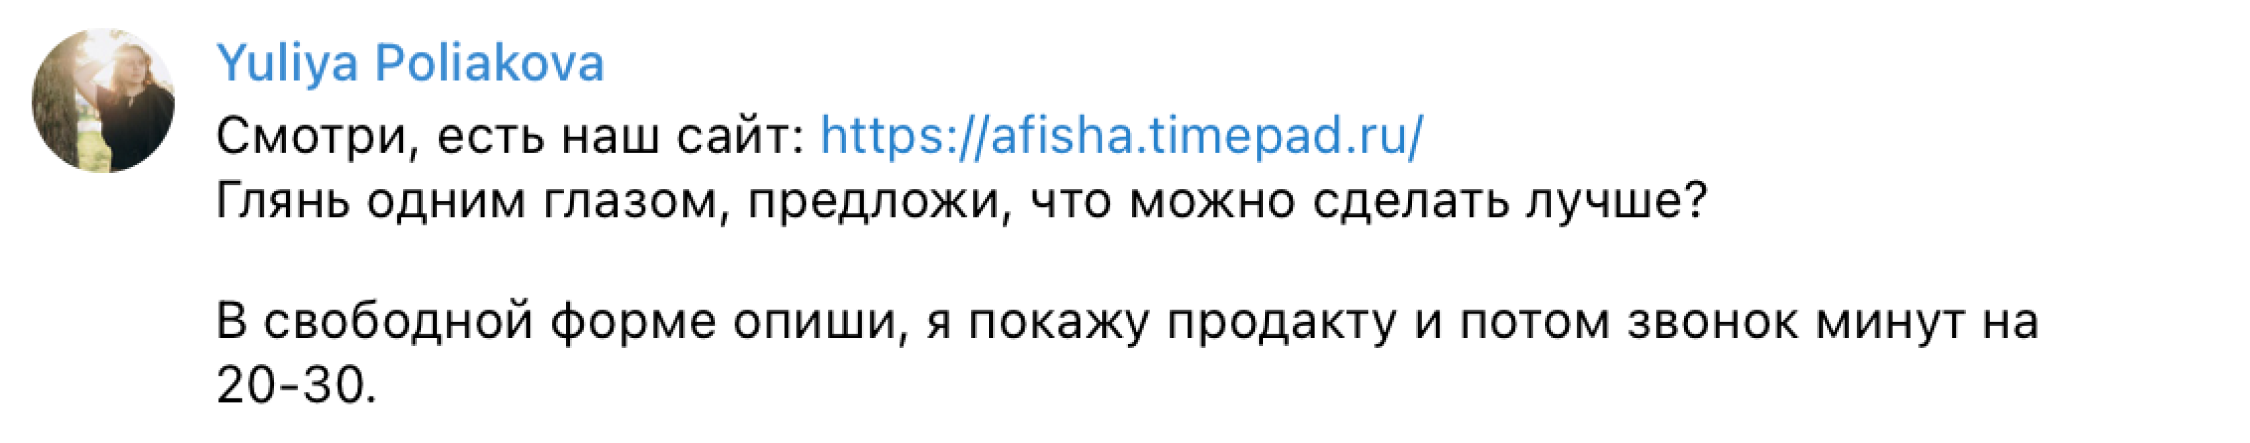 Yuliya Poliakova
Смотри, есть наш сайт: https://afisha.timepad.ru/
Глянь одним глазом, предложи, что можно сделать лучше?
В свободной форме опиши, я покажу продакту и потом звонок минут на
20-30.